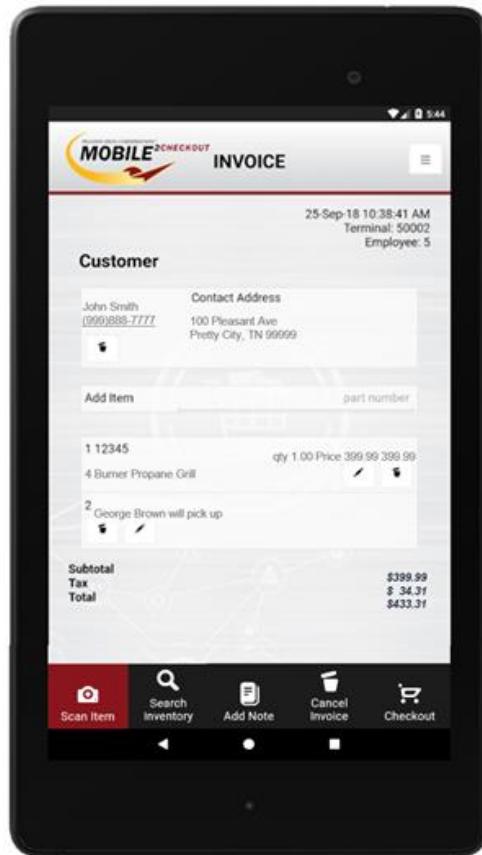 5:44
MOBILE 2CHECKOUT
INVOICE
25-Sep-18 10:38:41 AM
Terminal: 50002
Employee: 5
Customer
John Smith
(999)888-7777
Contact Address
100 Pleasant Ave
Pretty City, TN 99999
Add Item part number
1 12345
qty 1.00 Price 399.99 399.99
4 Burner Propane Grill
2 George Brown will pick up
Subtotal $399.99
Tax $ 34.31
Total $433.31
Scan Item
Search Inventory
Add Note
Cancel Invoice
Checkout